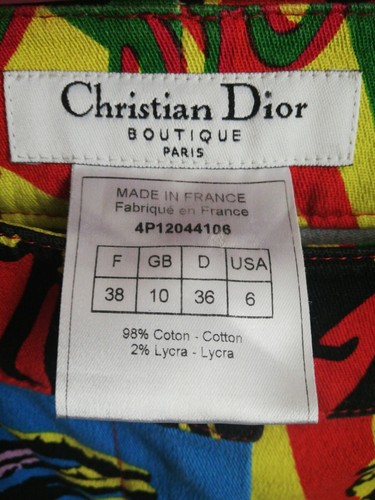 Christian Dior
BOUTIQUE
PARIS
MADE IN FRANCE
Fabriqué en France
4P12044106
F GB D USA
38 10 36 6
98% Coton - Cotton
2% Lycra - Lycra